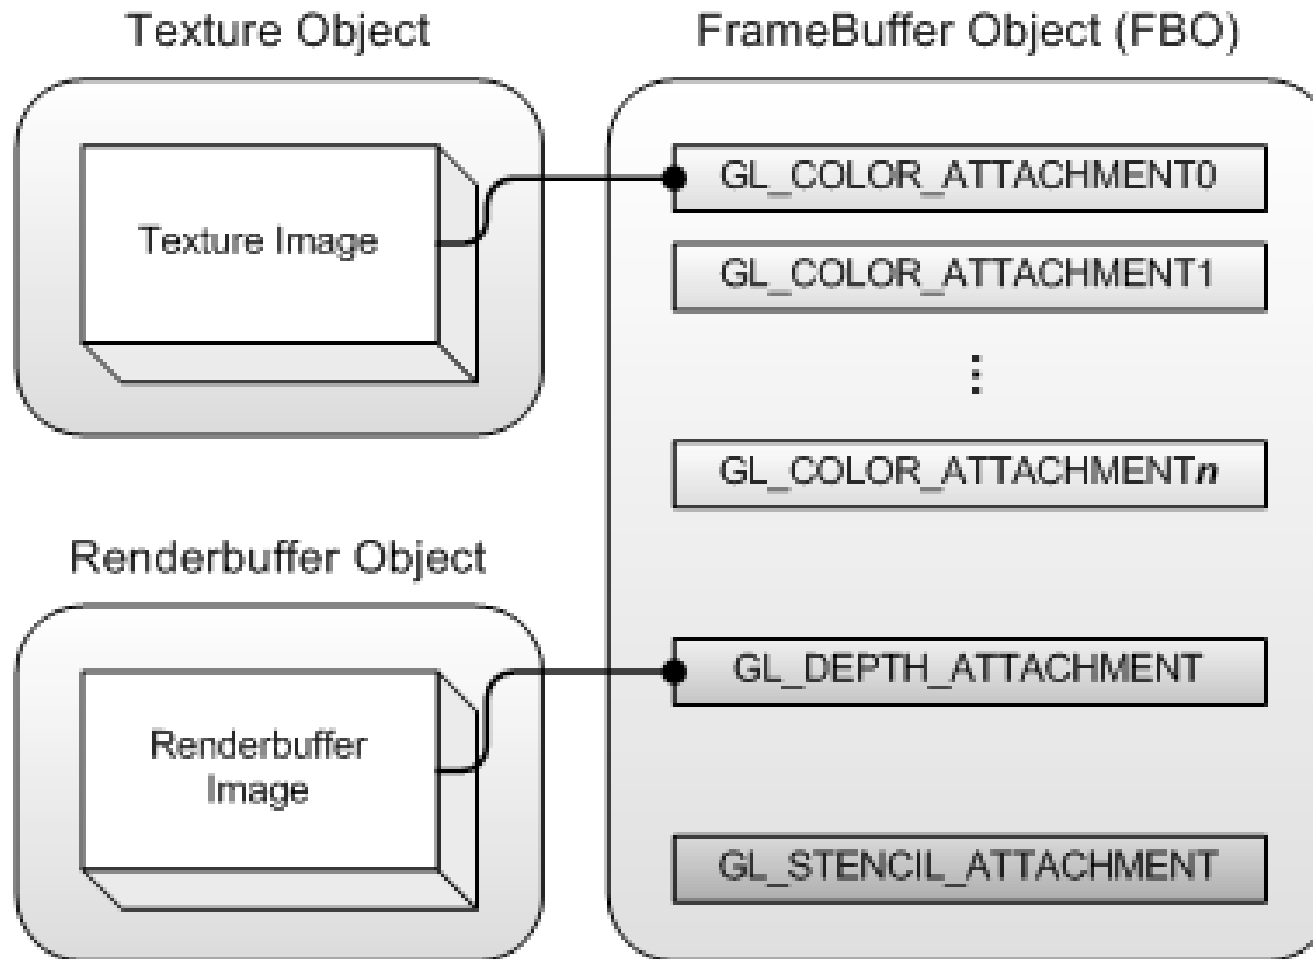 Texture Object
Texture Image
Renderbuffer Object
Renderbuffer
Image
FrameBuffer Object (FBO)
GL_COLOR_ATTACHMENT0
GL_COLOR_ATTACHMENT1
⋮
GL_COLOR_ATTACHMENTn
GL_DEPTH_ATTACHMENT
GL_STENCIL_ATTACHMENT